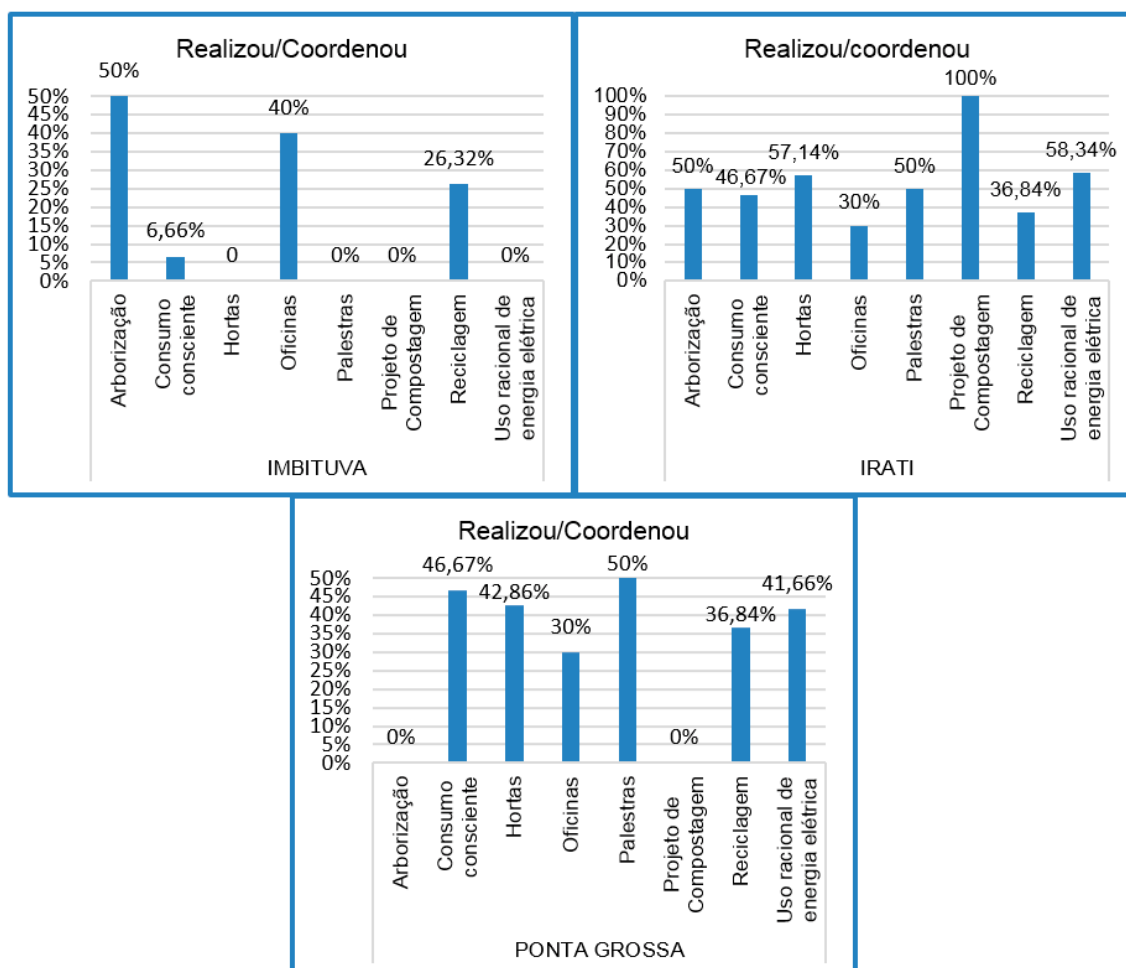 Realizou/Coordenou
50%
50%
45%
40%
35%
30%
25%
20%
15%
10%
5%
0%
6,66%
0
40%
0%
0%
26,32%
0%
Arborização
Consumo
consciente
Hortas
Oficinas
Palestras
Projeto de
Compostagem
Reciclagem
Uso racional de
energia elétrica
IMBITUVA
Realizou/coordenou
100%
90%
80%
70%
60%
50%
40%
30%
20%
10%
0%
50%
46,67%
57,14%
30%
50%
100%
36,84%
58,34%
Arborização
Consumo
consciente
Hortas
Oficinas
Palestras
Projeto de
Compostagem
Reciclagem
Uso racional de
energia elétrica
IRATI
Realizou/Coordenou
50%
45%
40%
35%
30%
25%
20%
15%
10%
5%
0%
0%
46,67%
42,86%
30%
50%
0%
36,84%
41,66%
Arborização
Consumo
consciente
Hortas
Oficinas
Palestras
Projeto de
Compostagem
Reciclagem
Uso racional de
energia elétrica
PONTA GROSSA